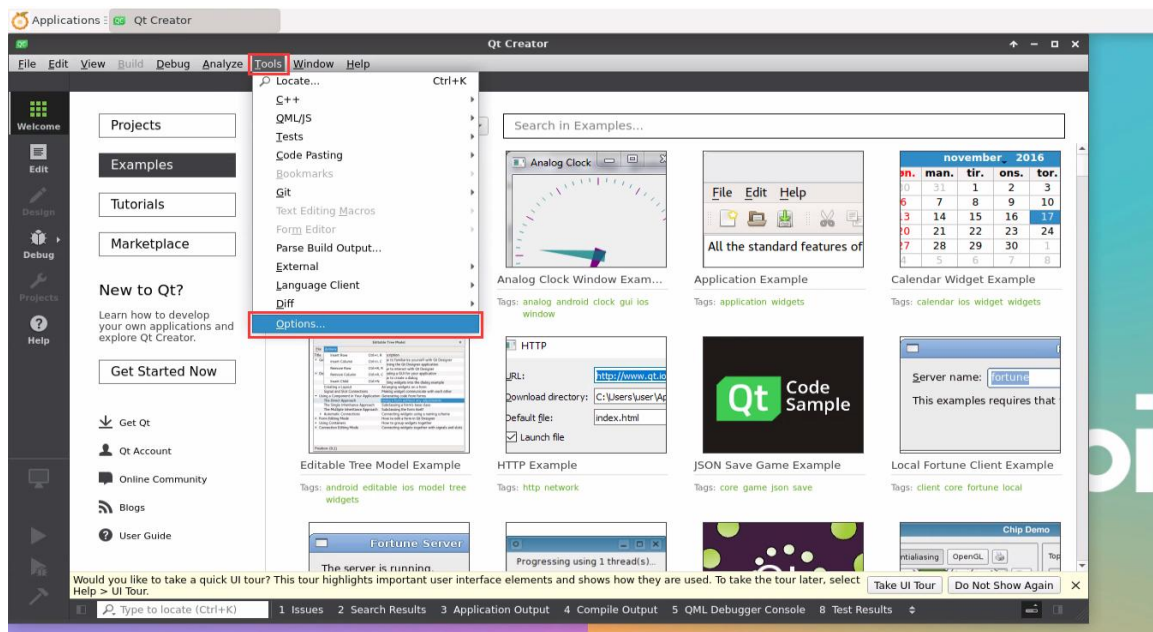 Applications
Qt Creator
Qt Creator
File Edit View Build Debug Analyze Tools Window Help
Locate... Ctrl+K
C++
QML/JS
Tests
Code Pasting
Bookmarks
Git
Text Editing Macros
Form Editor
Parse Build Output...
External
Language Client
Diff
Options...
Welcome
Edit
Design
Debug
Projects
Help
Projects
Examples
Tutorials
Marketplace
New to Qt?
Learn how to develop
your own applications and
explore Qt Creator.
Get Started Now
Get Qt
Qt Account
Online Community
Blogs
User Guide
Search in Examples...
Analog Clock
Analog Clock Window Exam...
Tags: analog android clock gui ios
window
File Edit Help
All the standard features of
Application Example
Tags: application widgets
november 2016
man. tir. ons. tor.
31 1 2 3
7 8 9 10
14 15 16 17
21 22 23 24
28 29 30 1
5 6 7 8
Calendar Widget Example
Tags: calendar ios widget widgets
Editable Tree Model Example
Tags: android editable ios model tree
widgets
HTTP
URL: http://www.qt.io
Download directory: C:\Users\user\Ap
Default file: index.html
Launch file
HTTP Example
Tags: http network
Qt Code
Sample
JSON Save Game Example
Tags: core game json save
Server name: fortune
This examples requires that
Local Fortune Client Example
Tags: client core fortune local
Fortune Server
The server is running.
Progressing using 1 thread(s)...
Chip Demo
OpenGL
Top
Would you like to take a quick UI tour? This tour highlights important user interface elements and shows how they are used. To take the tour later, select
Help > UI Tour.
Take UI Tour
Do Not Show Again
Type to locate (Ctrl+K)
1 Issues 2 Search Results 3 Application Output 4 Compile Output 5 QML Debugger Console 8 Test Results